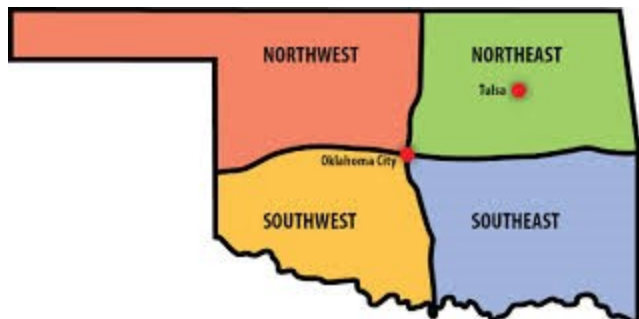 NORTHWEST
NORTHEAST
Tulsa
Oklahoma City
SOUTHWEST
SOUTHEAST